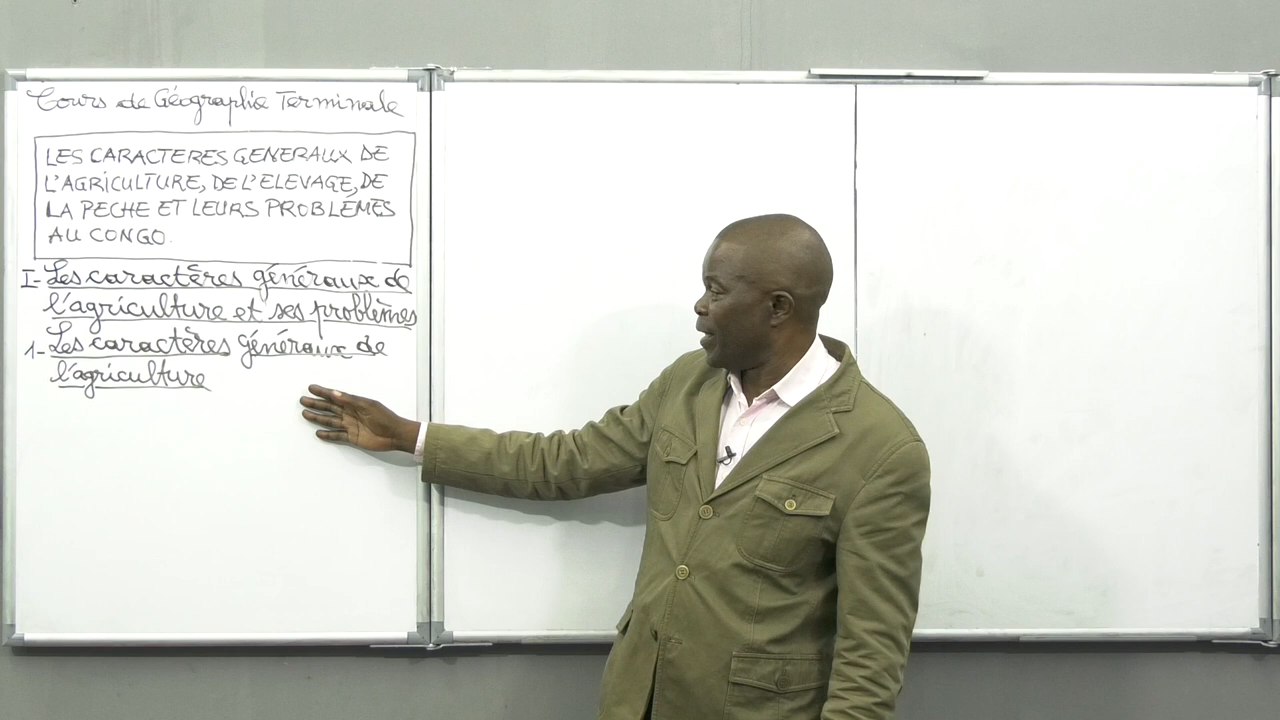 Cours de Géographie Terminale
LES CARACTERES GENERAUX DE
L'AGRICULTURE, DE L'ELEVAGE, DE
LA PECHE ET LEURS PROBLÈMES
AU CONGO.
I- Les caractères généraux de
l'agriculture et ses problèmes
1- Les caractères généraux de
l'agriculture